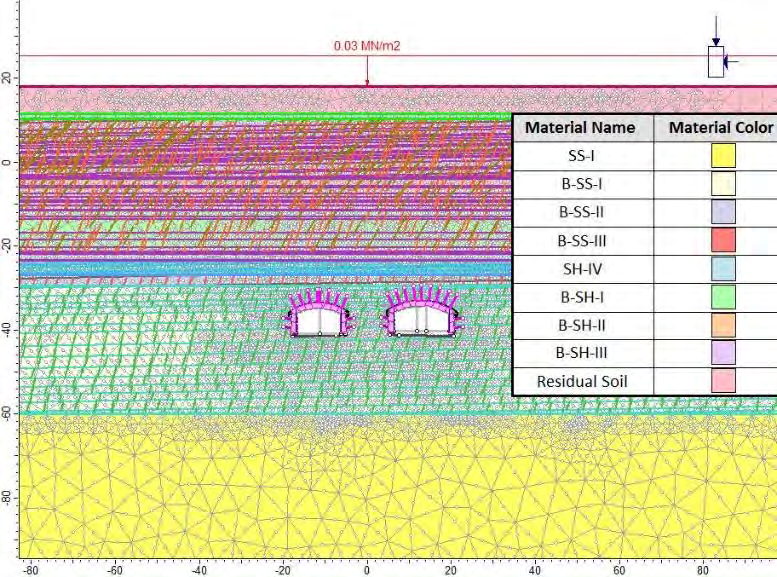 0.03 MN/m2
20
0
-20
-40
-60
-80
-80
-60
-40
-20
0
20
40
60
80
Material Name Material Color
SS-I
B-SS-I
B-SS-II
B-SS-III
SH-IV
B-SH-I
B-SH-II
B-SH-III
Residual Soil